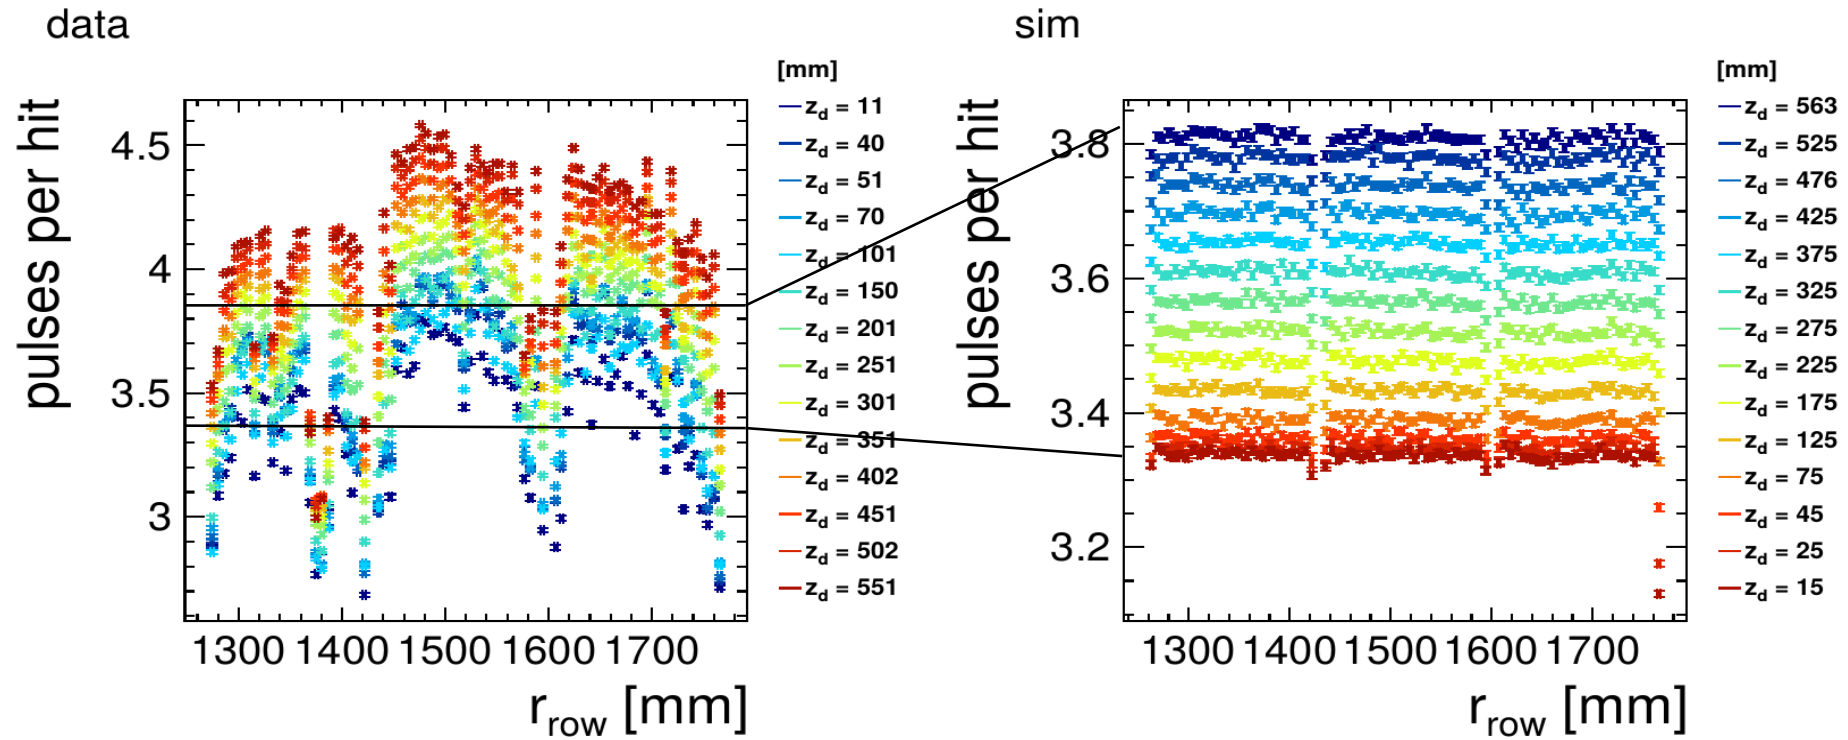 data
sim
pulses per hit
4.5
4
3.5
3
1300 1400 1500 1600 1700
r_row [mm]
[mm]
z_d = 11
z_d = 40
z_d = 51
z_d = 70
z_d = 101
z_d = 150
z_d = 201
z_d = 251
z_d = 301
z_d = 351
z_d = 402
z_d = 451
z_d = 502
z_d = 551
pulses per hit
3.8
3.6
3.4
3.2
1300 1400 1500 1600 1700
r_row [mm]
[mm]
z_d = 563
z_d = 525
z_d = 476
z_d = 425
z_d = 375
z_d = 325
z_d = 275
z_d = 225
z_d = 175
z_d = 125
z_d = 75
z_d = 45
z_d = 25
z_d = 15